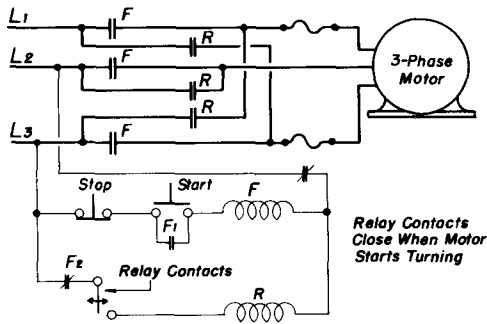 L1
F
R
L2
F
R
3-Phase
Motor
R
L3
F
Stop
Start
F
F1
Relay Contacts
Close When Motor
Starts Turning
F2
Relay Contacts
R